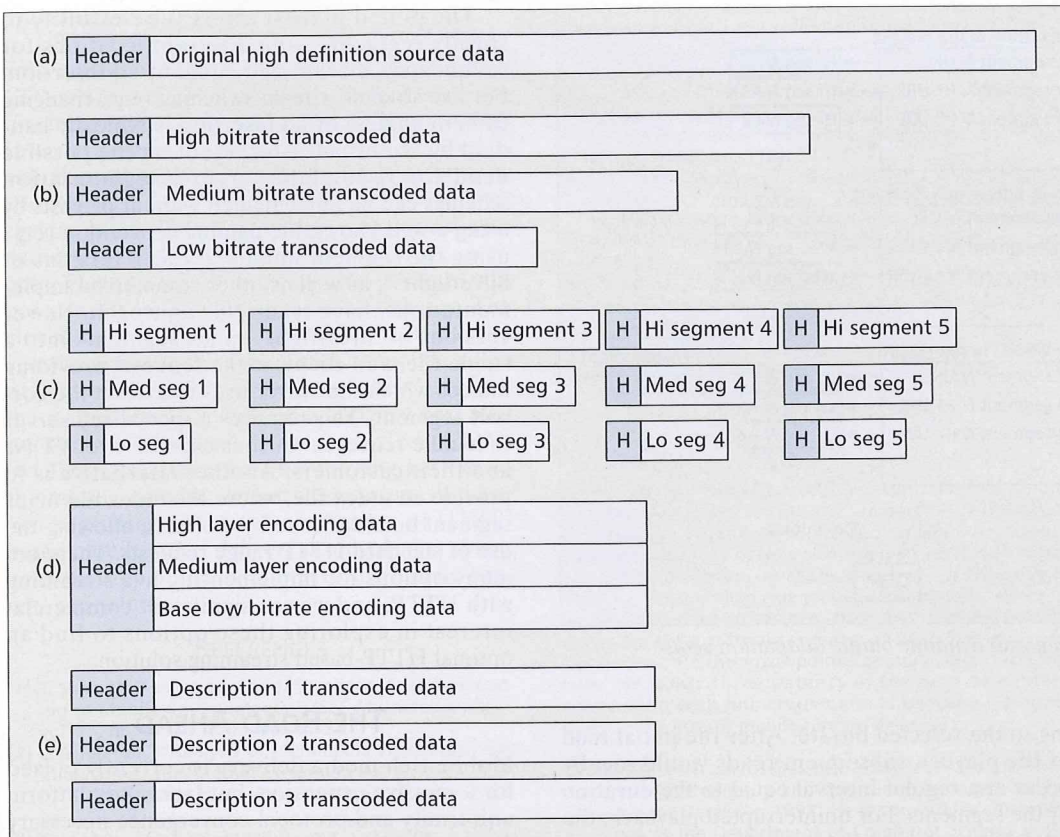 (a) Header Original high definition source data
Header High bitrate transcoded data
(b) Header Medium bitrate transcoded data
Header Low bitrate transcoded data
H Hi segment 1 H Hi segment 2 H Hi segment 3 H Hi segment 4 H Hi segment 5
(c) H Med seg 1 H Med seg 2 H Med seg 3 H Med seg 4 H Med seg 5
H Lo seg 1 H Lo seg 2 H Lo seg 3 H Lo seg 4 H Lo seg 5
High layer encoding data
(d) Header Medium layer encoding data
Base low bitrate encoding data
Header Description 1 transcoded data
(e) Header Description 2 transcoded data
Header Description 3 transcoded data